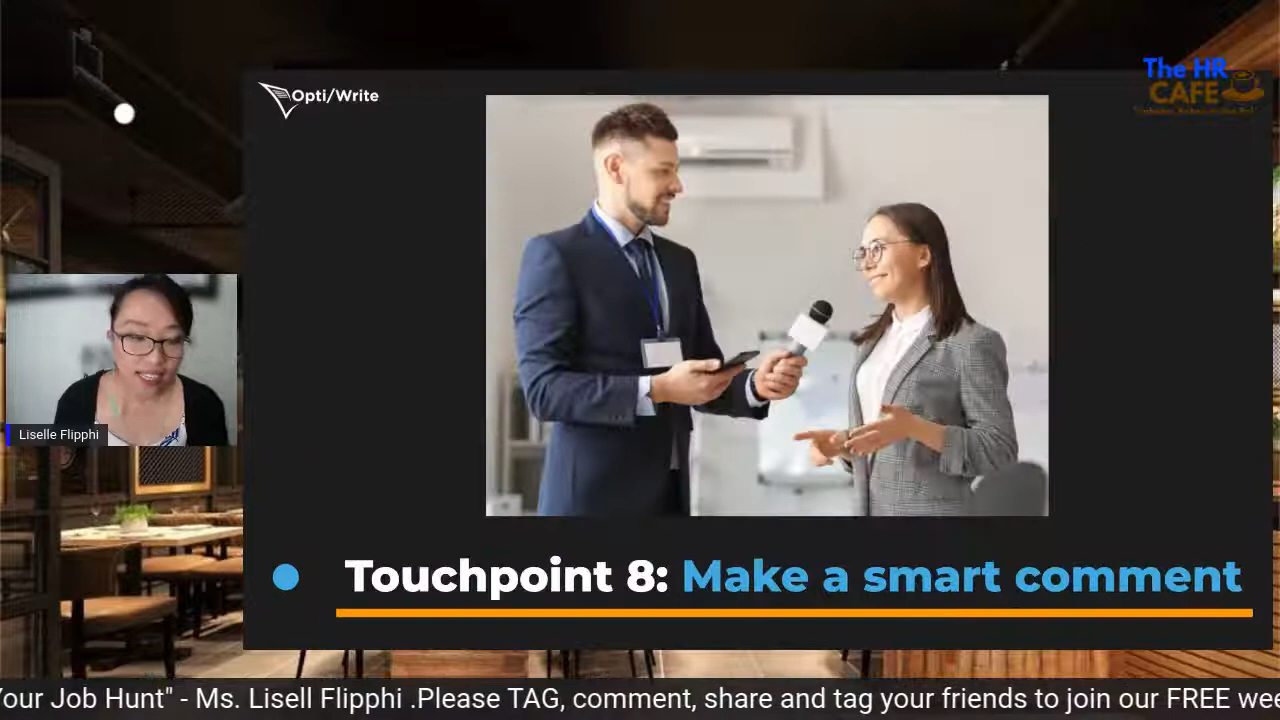 Opti/Write
The HR
CAFE
Liselle Flipphi
Touchpoint 8: Make a smart comment
Your Job Hunt" - Ms. Lisell Flipphi .Please TAG, comment, share and tag your friends to join our FREE wee